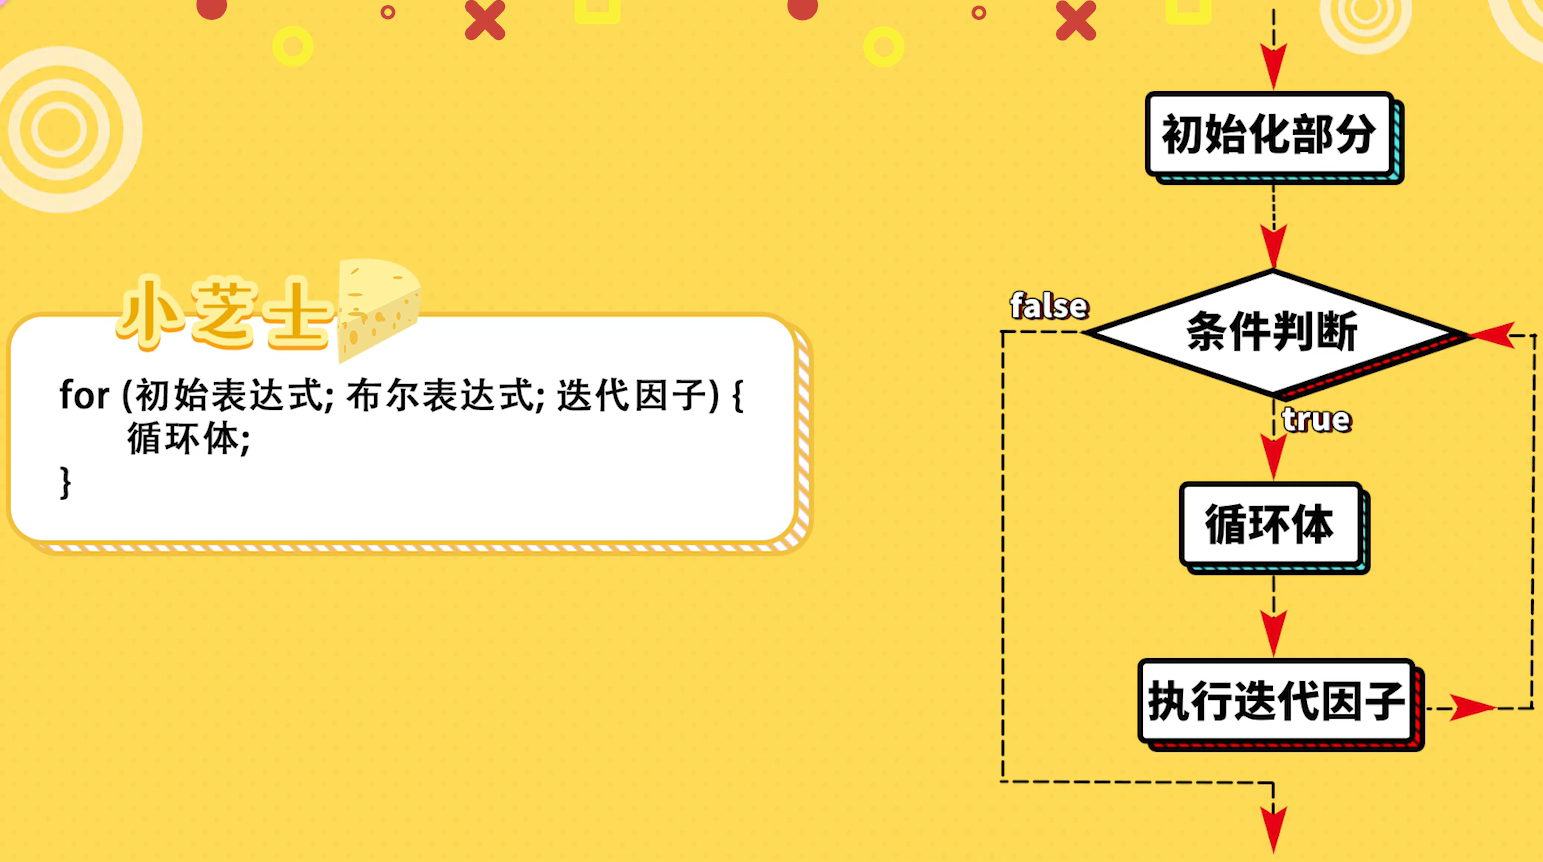 小芝士
for (初始表达式; 布尔表达式; 迭代因子) {
循环体;
}
初始化部分
条件判断
false
true
循环体
执行迭代因子